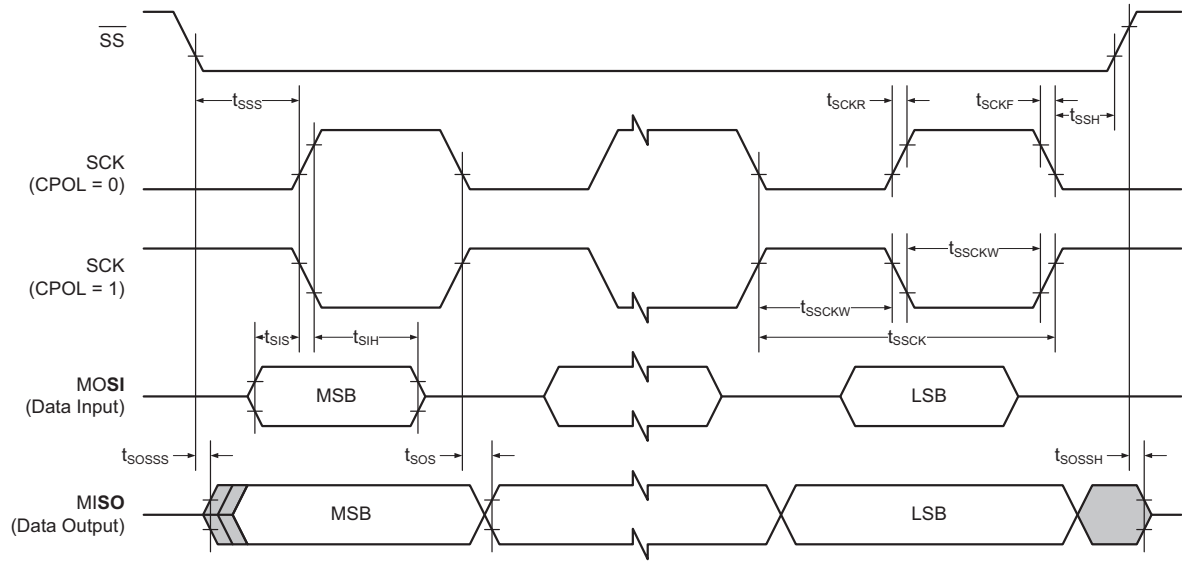 SS
tSSS
tSCKR
tSCKF
tSSH
SCK
(CPOL = 0)
SCK
(CPOL = 1)
tSSCKW
tSSCKW
tSSCK
tSIS
tSIH
MOSI
(Data Input)
MSB
LSB
tSOSSS
tSOS
tSOSSH
MISO
(Data Output)
MSB
LSB